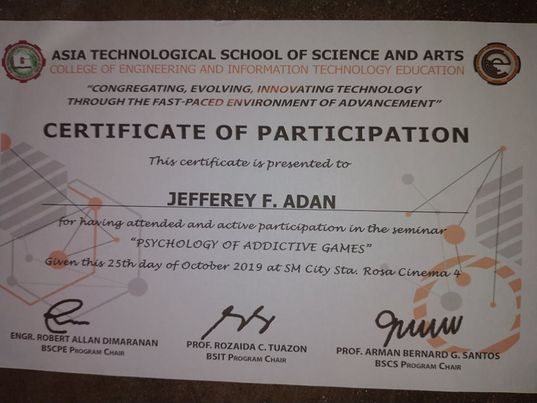 ASIA TECHNOLOGICAL SCHOOL OF SCIENCE AND ARTS
COLLEGE OF ENGINEERING AND INFORMATION TECHNOLOGY EDUCATION
"CONGREGATING, EVOLVING, INNOVATING TECHNOLOGY
THROUGH THE FAST-PACED ENVIRONMENT OF ADVANCEMENT"
CERTIFICATE OF PARTICIPATION
This certificate is presented to
JEFFEREY F. ADAN
for having attended and active participation in the seminar
"PSYCHOLOGY OF ADDICTIVE GAMES"
Given this 25th day of October 2019 at SM City Sta. Rosa Cinema 4
ENGR. ROBERT ALLAN DIMARANAN
BSCPE PROGRAM CHAIR
PROF. ROZAIDA C. TUAZON
BSIT PROGRAM CHAIR
PROF. ARMAN BERNARD G. SANTOS
BSCS PROGRAM CHAIR